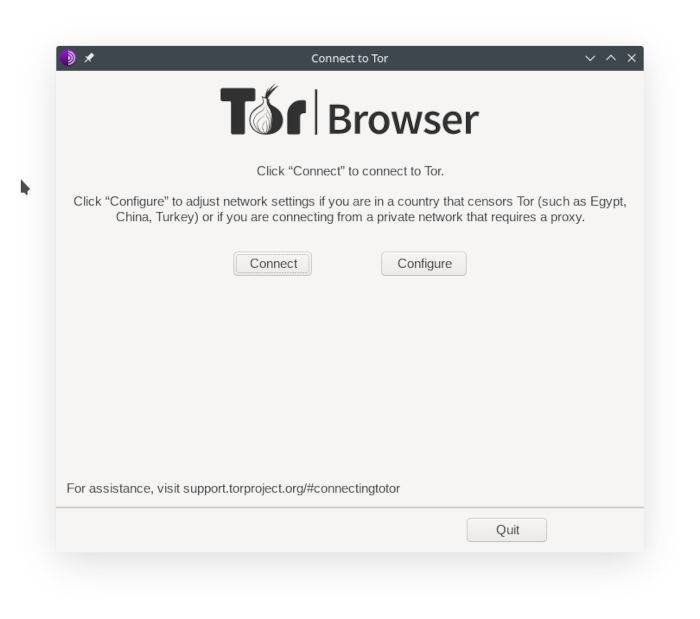 Connect to Tor
Tor Browser
Click “Connect” to connect to Tor.
Click “Configure” to adjust network settings if you are in a country that censors Tor (such as Egypt,
China, Turkey) or if you are connecting from a private network that requires a proxy.
Connect Configure
For assistance, visit support.torproject.org/#connectingtotor
Quit